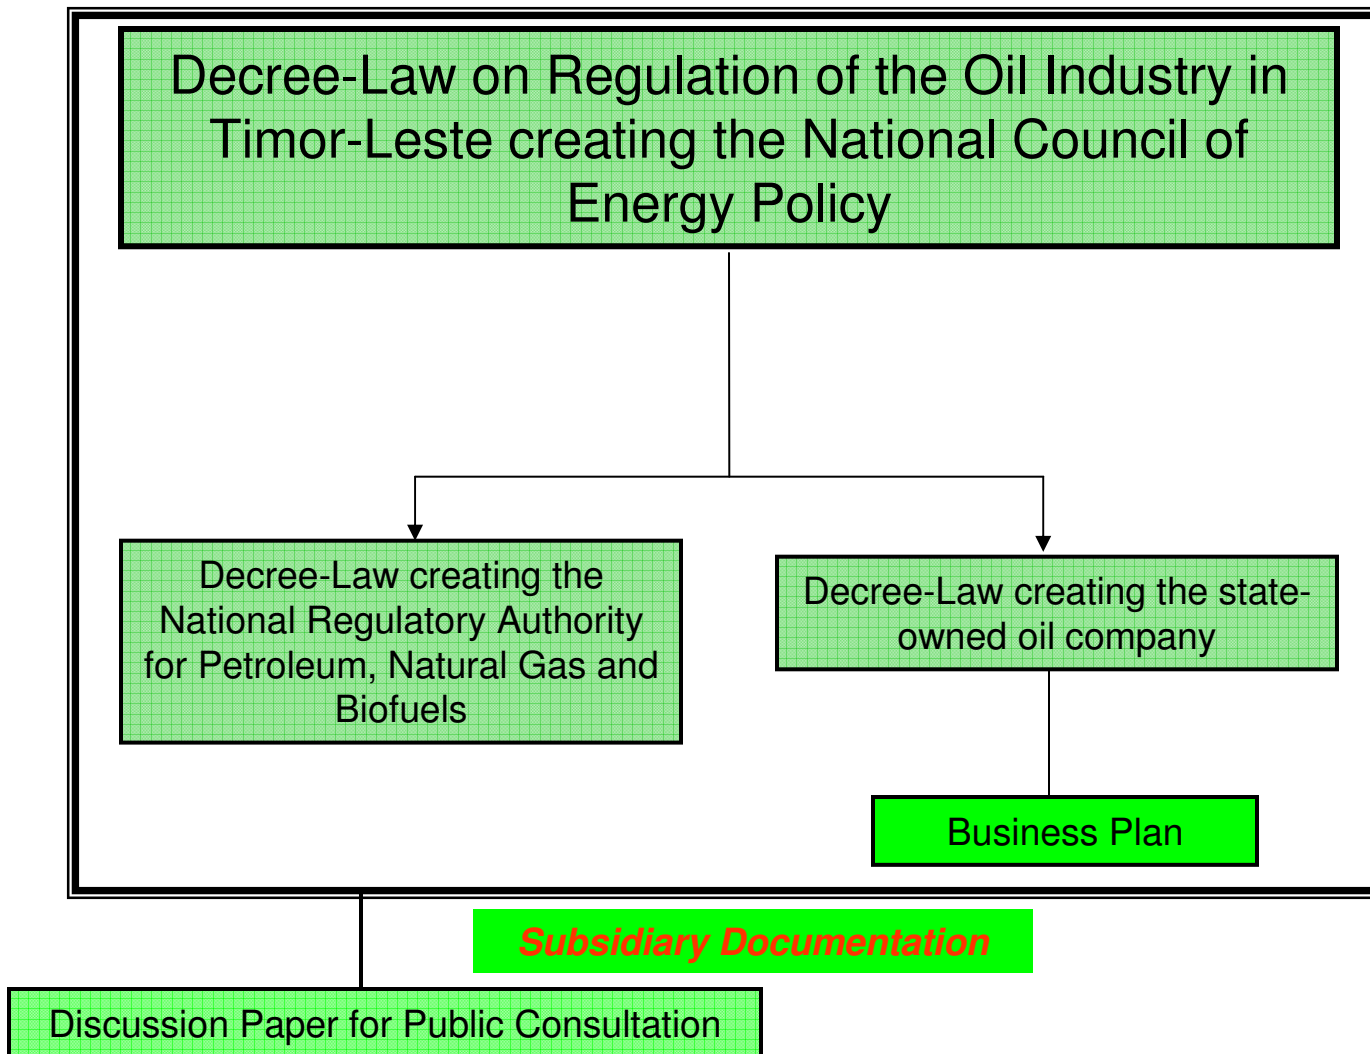 Decree-Law on Regulation of the Oil Industry in
Timor-Leste creating the National Council of
Energy Policy
Decree-Law creating the
National Regulatory Authority
for Petroleum, Natural Gas and
Biofuels
Decree-Law creating the state-
owned oil company
Business Plan
Subsidiary Documentation
Discussion Paper for Public Consultation